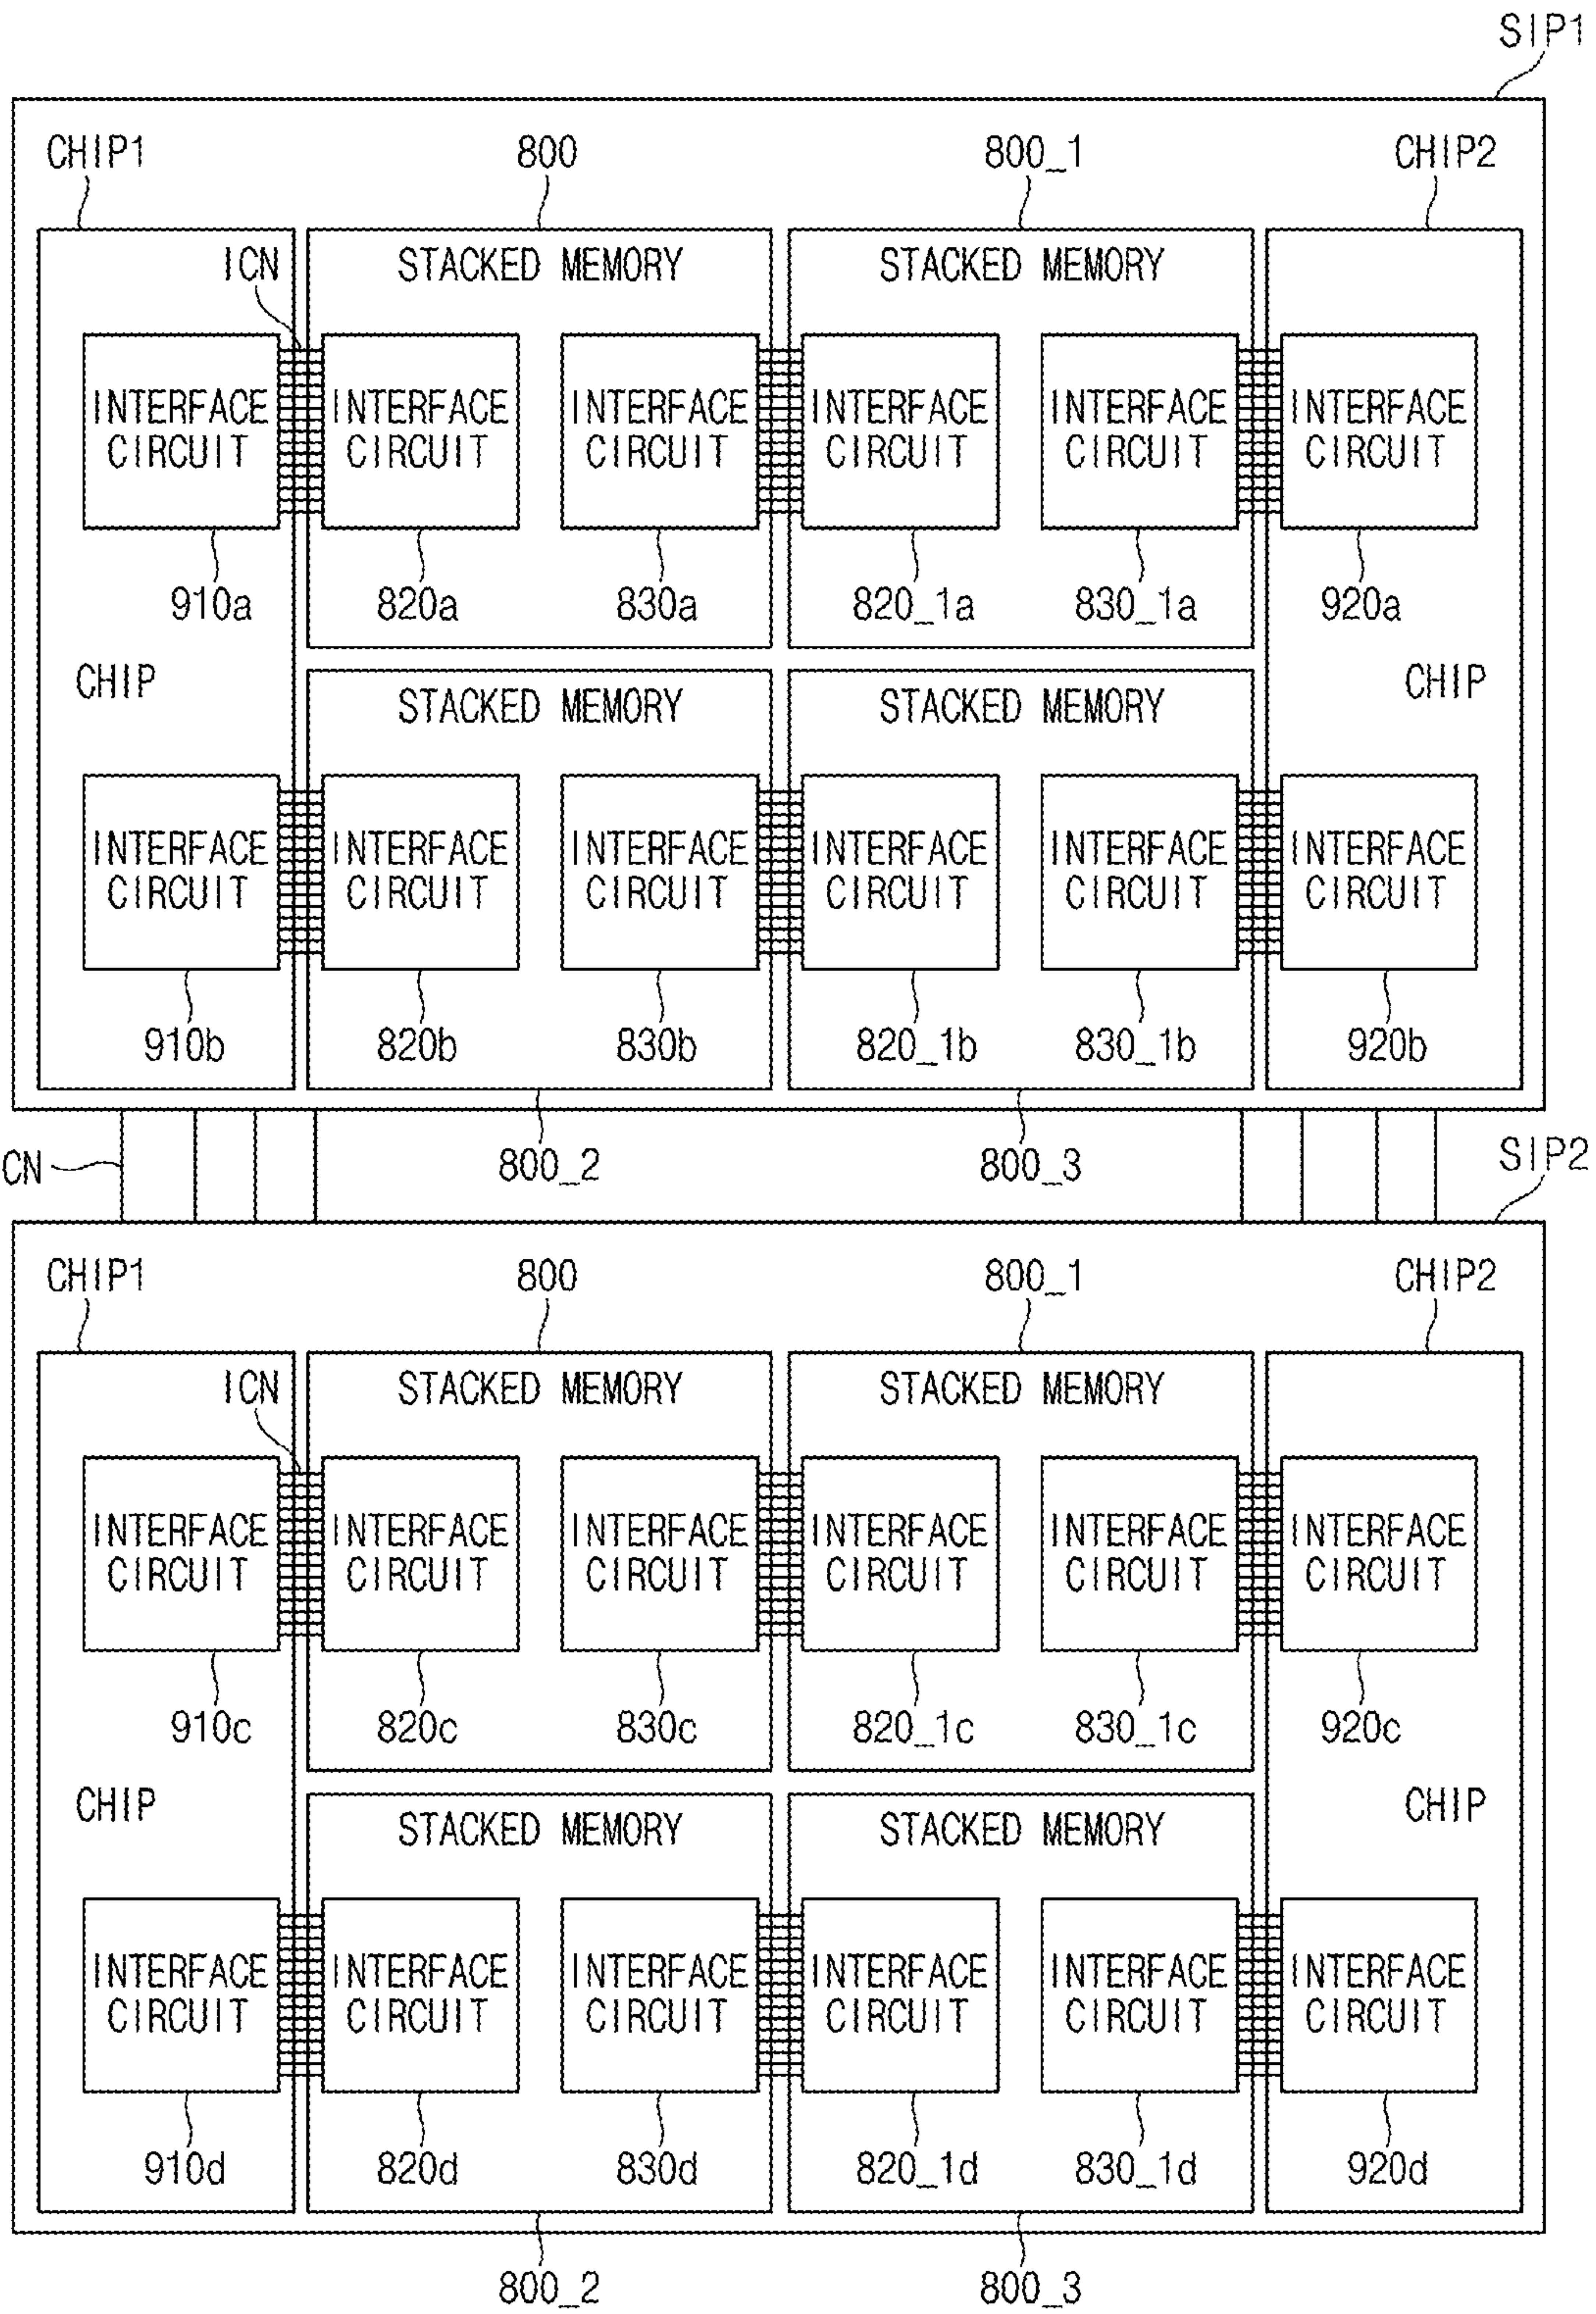 SIP1
CHIP1 800 800_1 CHIP2
ICN STACKED MEMORY STACKED MEMORY
INTERFACE INTERFACE INTERFACE INTERFACE INTERFACE INTERFACE
CIRCUIT CIRCUIT CIRCUIT CIRCUIT CIRCUIT CIRCUIT
910a 820a 830a 820_1a 830_1a 920a
CHIP CHIP
STACKED MEMORY STACKED MEMORY
INTERFACE INTERFACE INTERFACE INTERFACE INTERFACE INTERFACE
CIRCUIT CIRCUIT CIRCUIT CIRCUIT CIRCUIT CIRCUIT
910b 820b 830b 820_1b 830_1b 920b
CN 800_2 800_3 SIP2
CHIP1 800 800_1 CHIP2
ICN STACKED MEMORY STACKED MEMORY
INTERFACE INTERFACE INTERFACE INTERFACE INTERFACE INTERFACE
CIRCUIT CIRCUIT CIRCUIT CIRCUIT CIRCUIT CIRCUIT
910c 820c 830c 820_1c 830_1c 920c
CHIP CHIP
STACKED MEMORY STACKED MEMORY
INTERFACE INTERFACE INTERFACE INTERFACE INTERFACE INTERFACE
CIRCUIT CIRCUIT CIRCUIT CIRCUIT CIRCUIT CIRCUIT
910d 820d 830d 820_1d 830_1d 920d
800_2 800_3